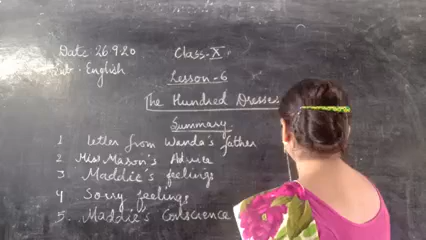 Date: 26.9.20 Class-X
Sub- English
Lesson-6
The Hundred Dresses
Summary
1 Letter from Wanda's father
2 Miss Mason's Advice
3 Maddie's feelings
4 Sorry feelings
5. Maddie's Conscience